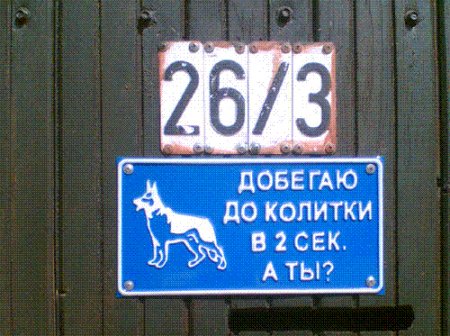 26/3
ДОБЕГАЮ
ДО КОЛИТКИ
В 2 СЕК.
А ТЫ?